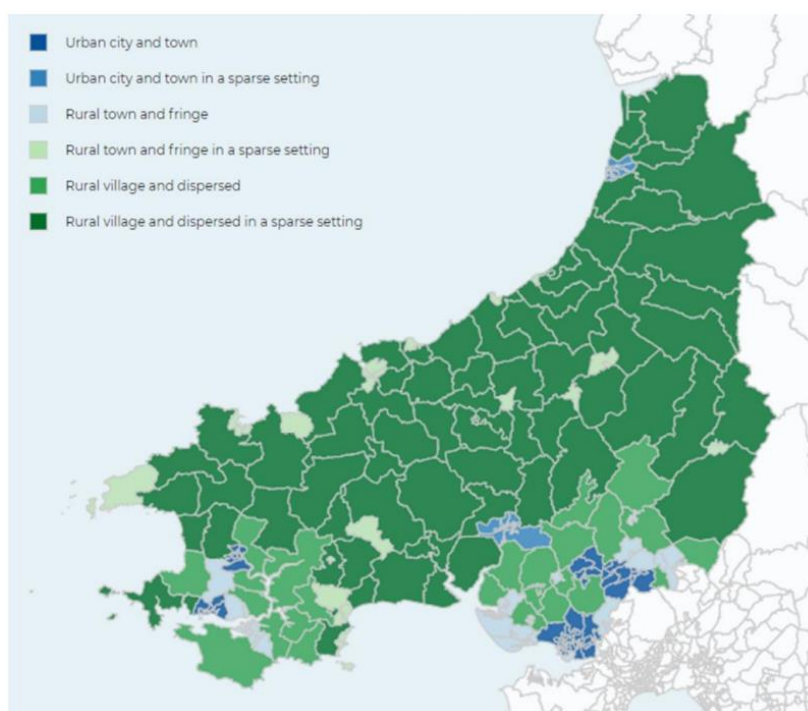 Urban city and town
Urban city and town in a sparse setting
Rural town and fringe
Rural town and fringe in a sparse setting
Rural village and dispersed
Rural village and dispersed in a sparse setting